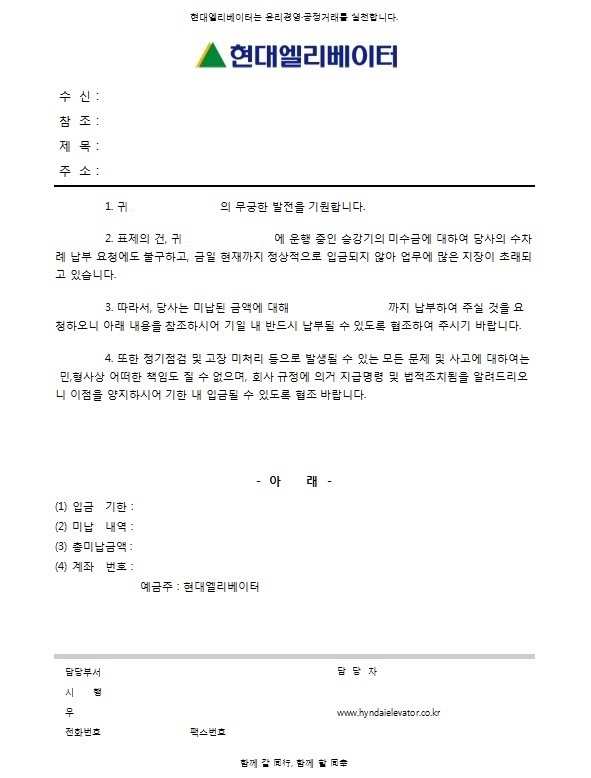 현대엘리베이터는 윤리경영·공정거래를 실천합니다.
현대엘리베이터
수 신 :
참 조 :
제 목 :
주 소 :
1. 귀 의 무궁한 발전을 기원합니다.
2. 표제의 건, 귀 에 운행 중인 승강기의 미수금에 대하여 당사의 수차
례 납부 요청에도 불구하고, 금일 현재까지 정상적으로 입금되지 않아 업무에 많은 지장이 초래되
고 있습니다.
3. 따라서, 당사는 미납된 금액에 대해 까지 납부하여 주실 것을 요
청하오니 아래 내용을 참조하시어 기일 내 반드시 납부될 수 있도록 협조하여 주시기 바랍니다.
4. 또한 정기점검 및 고장 미처리 등으로 발생될 수 있는 모든 문제 및 사고에 대하여는
민,형사상 어떠한 책임도 질 수 없으며, 회사 규정에 의거 지급명령 및 법적조치됨을 알려드리오
니 이점을 양지하시어 기한 내 입금될 수 있도록 협조 바랍니다.
- 아 래 -
(1) 입금 기한 :
(2) 미납 내역 :
(3) 총미납금액 :
(4) 계좌 번호 :
예금주 : 현대엘리베이터
담당부서 담 당 자
시 행
우 www.hyndaielevator.co.kr
전화번호 팩스번호
함께 갈 同行, 함께 할 同幸